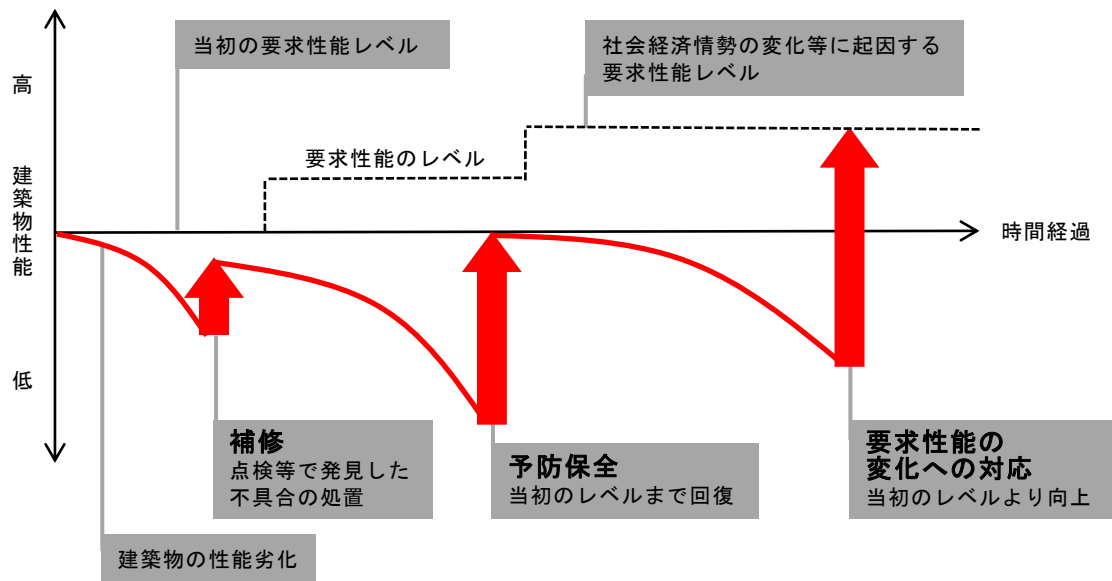 当初の要求性能レベル
社会経済情勢の変化等に起因する
要求性能レベル
高
要求性能のレベル
建築物性能
時間経過
低
補修
点検等で発見した
不具合の処置
予防保全
当初のレベルまで回復
要求性能の
変化への対応
当初のレベルより向上
建築物の性能劣化